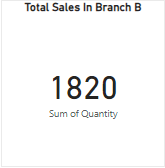 Total Sales In Branch B
1820
Sum of Quantity